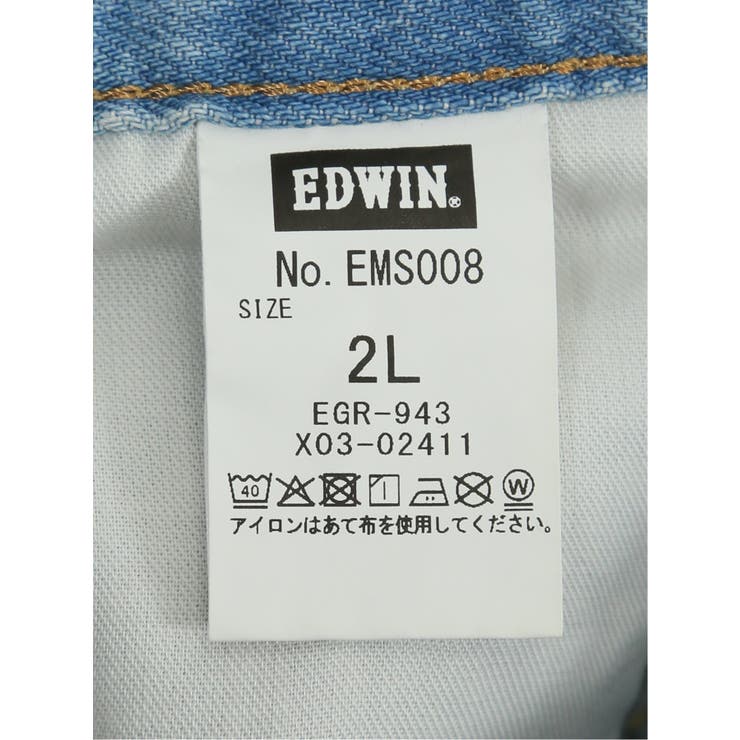 EDWIN®
No. EMS008
SIZE
2L
EGR-943
X03-02411
40 W
アイロンはあて布を使用してください。